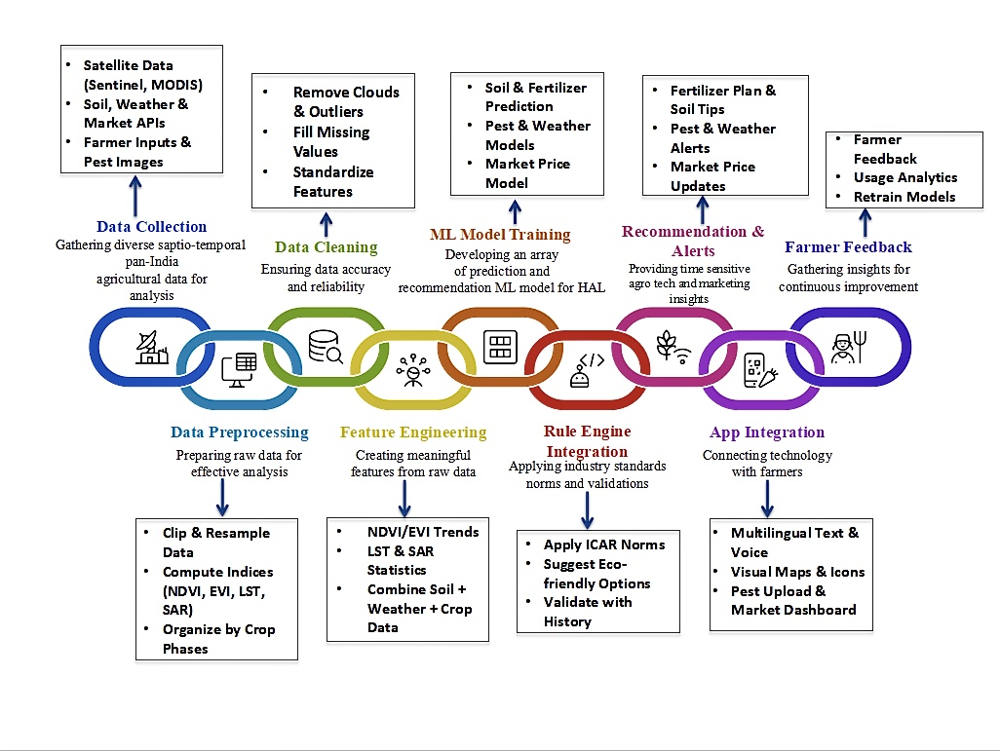 • Satellite Data
(Sentinel, MODIS)
• Soil, Weather &
Market APIs
• Farmer Inputs &
Pest Images
• Remove Clouds
& Outliers
• Fill Missing
Values
• Standardize
Features
• Soil & Fertilizer
Prediction
• Pest & Weather
Models
• Market Price
Model
• Fertilizer Plan &
Soil Tips
• Pest & Weather
Alerts
• Market Price
Updates
• Farmer
Feedback
• Usage Analytics
• Retrain Models
Data Collection
Gathering diverse saptio-temporal
pan-India
agricultural data for
analysis
Data Cleaning
Ensuring data accuracy
and reliability
ML Model Training
Developing an array
of prediction and
recommendation ML model for HAL
Recommendation &
Alerts
Providing time sensitive
agro tech and marketing
insights
Farmer Feedback
Gathering insights for
continuous improvement
</>
Data Preprocessing
Preparing raw data for
effective analysis
Feature Engineering
Creating meaningful
features from raw data
Rule Engine
Integration
Applying industry standards
norms and validations
App Integration
Connecting technology
with farmers
• Clip & Resample
Data
• Compute Indices
(NDVI, EVI, LST,
SAR)
• Organize by Crop
Phases
• NDVI/EVI Trends
• LST & SAR
Statistics
• Combine Soil +
Weather + Crop
Data
• Apply ICAR Norms
• Suggest Eco-
friendly Options
• Validate with
History
• Multilingual Text &
Voice
• Visual Maps & Icons
• Pest Upload &
Market Dashboard